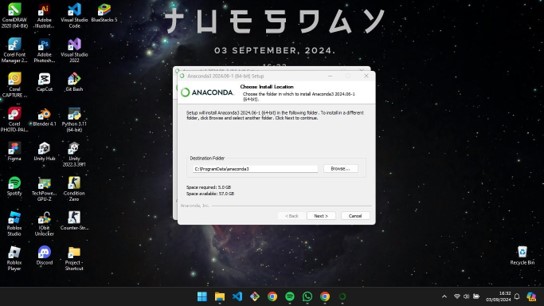 TUESDAY
03 SEPTEMBER, 2024.
CorelDRAW
2020 (64-Bit)
Adobe
Illustrat...
Visual Studio
Code
BlueStacks 5
Corel Font
Manager 2...
Adobe
Photosh...
Visual Studio
2022
Corel
CAPTURE ...
CapCut
Git Bash
Corel
PHOTO-PA...
Blender 4.1
Python 3.11
(64-bit)
Figma
Unity Hub
Unity
2022.3.9f1
Spotify
TechPowe...
GPU-Z
Condition
Zero
Roblox
Studio
IObit
Unlocker
Counter-Str...
Roblox
Player
Discord
Project -
Shortcut
Recycle Bin
Anaconda3 2024.06-1 (64-bit) Setup
ANACONDA.
Choose Install Location
Choose the folder in which to install Anaconda3 2024.06-1
(64-bit).
Setup will install Anaconda3 2024.06-1 (64-bit) in the following folder. To install in a different
folder, click Browse and select another folder. Click Next to continue.
Destination Folder
C:\ProgramData\anaconda3
Browse...
Space required: 5.0 GB
Space available: 57.0 GB
Anaconda, Inc.
< Back
Next >
Cancel
16:32
03/09/2024